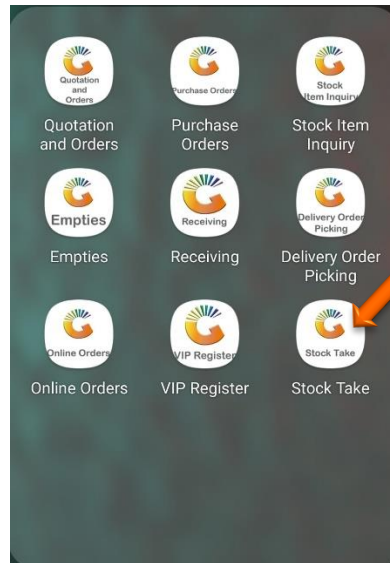 Quotation
and
Orders
Purchase Orders
Stock
Item Inquiry
Quotation
and Orders
Purchase
Orders
Stock Item
Inquiry
Empties
Receiving
Delivery Order
Picking
Empties
Receiving
Delivery Order
Picking
Online Orders
VIP Register
Stock Take
Online Orders
VIP Register
Stock Take